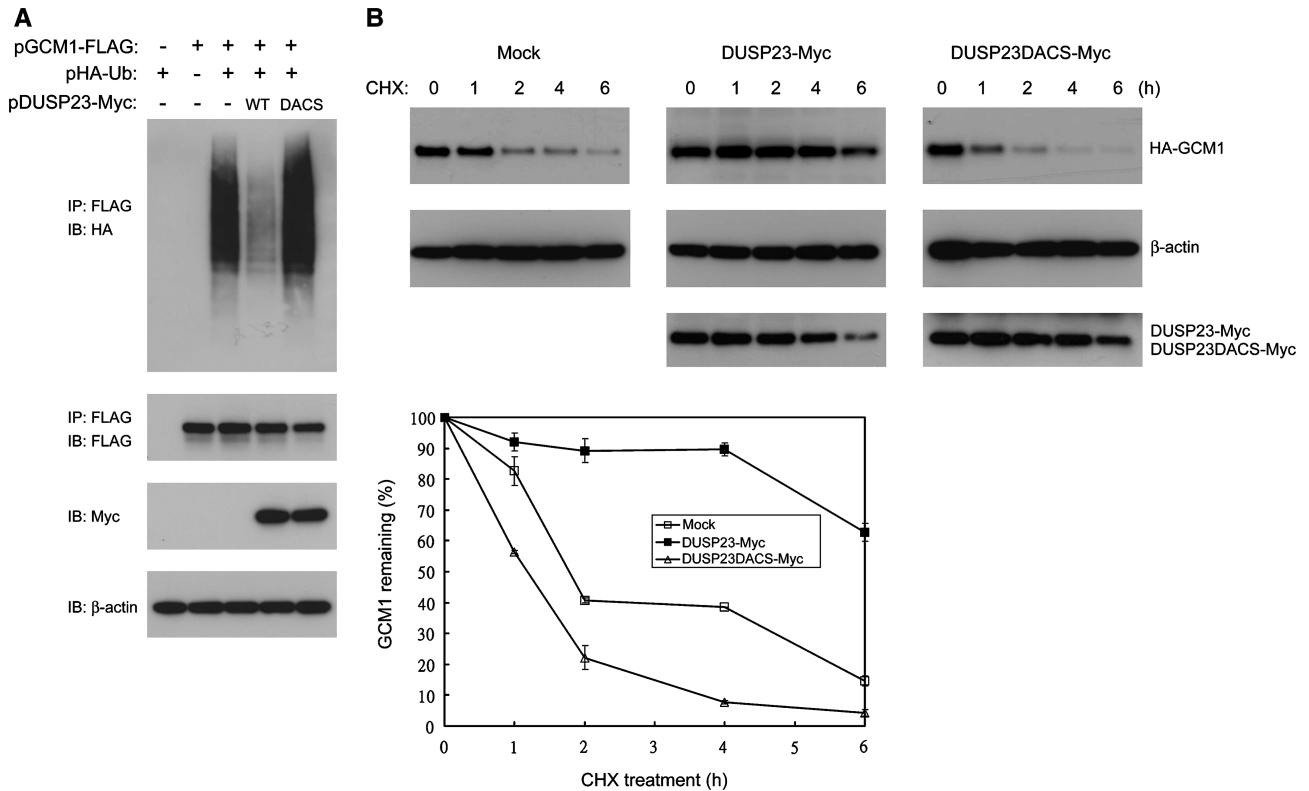 A
pGCM1-FLAG: - + + + +
pHA-Ub: + - + + +
pDUSP23-Myc: - - - WT DACS
IP: FLAG
IB: HA
IP: FLAG
IB: FLAG
IB: Myc
IB: β-actin
B
Mock DUSP23-Myc DUSP23DACS-Myc
CHX: 0 1 2 4 6 0 1 2 4 6 0 1 2 4 6 (h)
HA-GCM1
β-actin
DUSP23-Myc
DUSP23DACS-Myc
GCM1 remaining (%)
100
90
80
70
60
50
40
30
20
10
0
Mock
DUSP23-Myc
DUSP23DACS-Myc
0 1 2 3 4 5 6
CHX treatment (h)